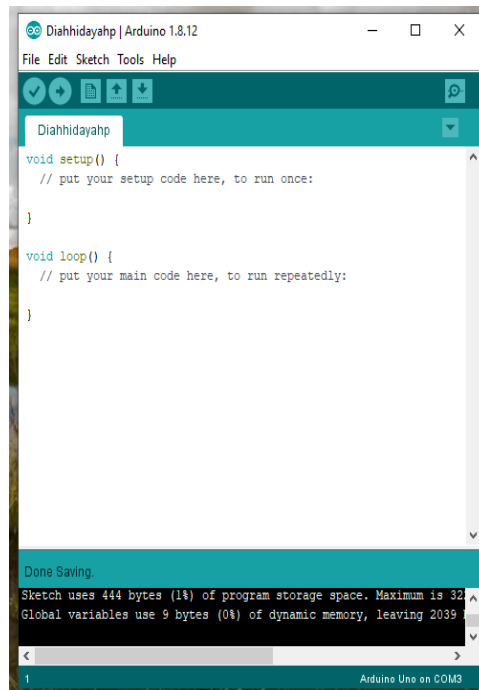 Diahhidayahp | Arduino 1.8.12
File Edit Sketch Tools Help
Diahhidayahp
void setup() {
// put your setup code here, to run once:
}
void loop() {
// put your main code here, to run repeatedly:
}
Done Saving.
Sketch uses 444 bytes (1%) of program storage space. Maximum is
Global variables use 9 bytes (0%) of dynamic memory, leaving 2039
1
Arduino Uno on COM3